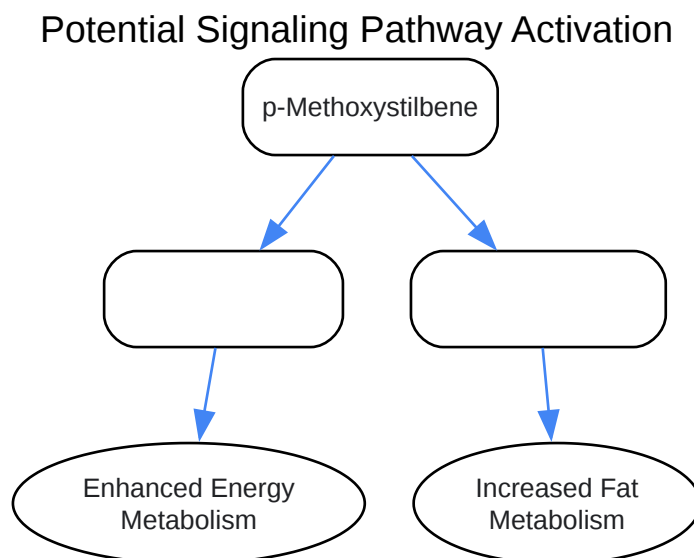 Potential Signaling Pathway Activation
p-Methoxystilbene
Enhanced Energy
Metabolism
Increased Fat
Metabolism